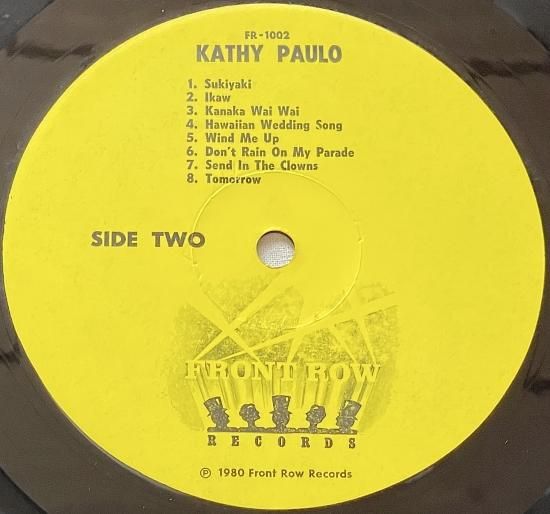 FR-1002
KATHY PAULO
1. Sukiyaki
2. Ikaw
3. Kanaka Wai Wai
4. Hawaiian Wedding Song
5. Wind Me Up
6. Don't Rain On My Parade
7. Send In The Clowns
8. Tomorrow
SIDE TWO
FRONT ROW
RECORDS
℗ 1980 Front Row Records